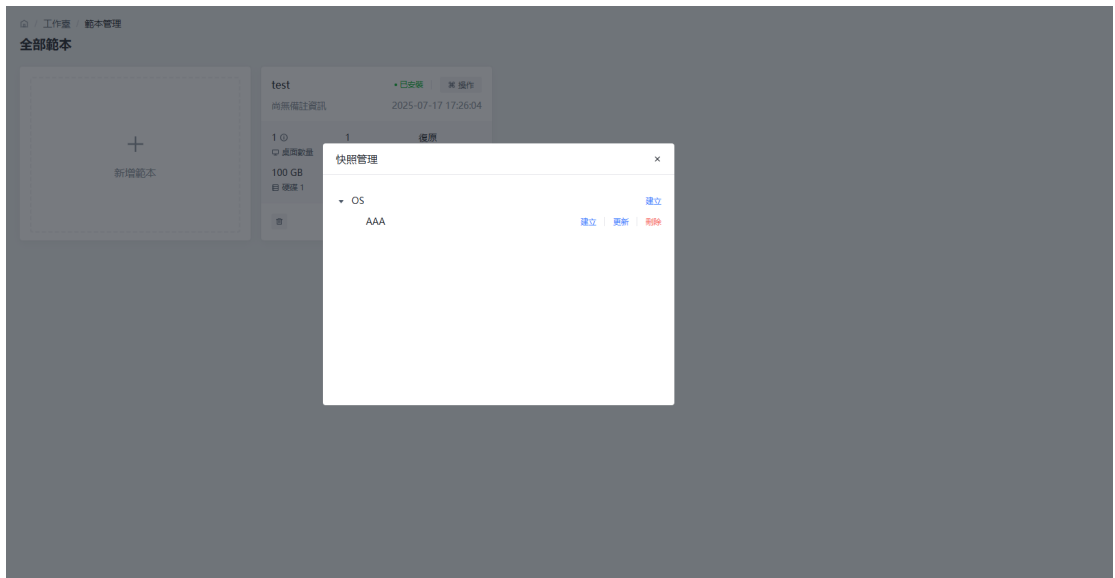 工作臺 / 範本管理
全部範本
test
已安裝
操作
尚無備註資訊
2025-07-17 17:26:04
1
1
復原
桌面數量
100 GB
硬碟 1
新增範本
快照管理
×
OS
建立
AAA
建立
更新
刪除